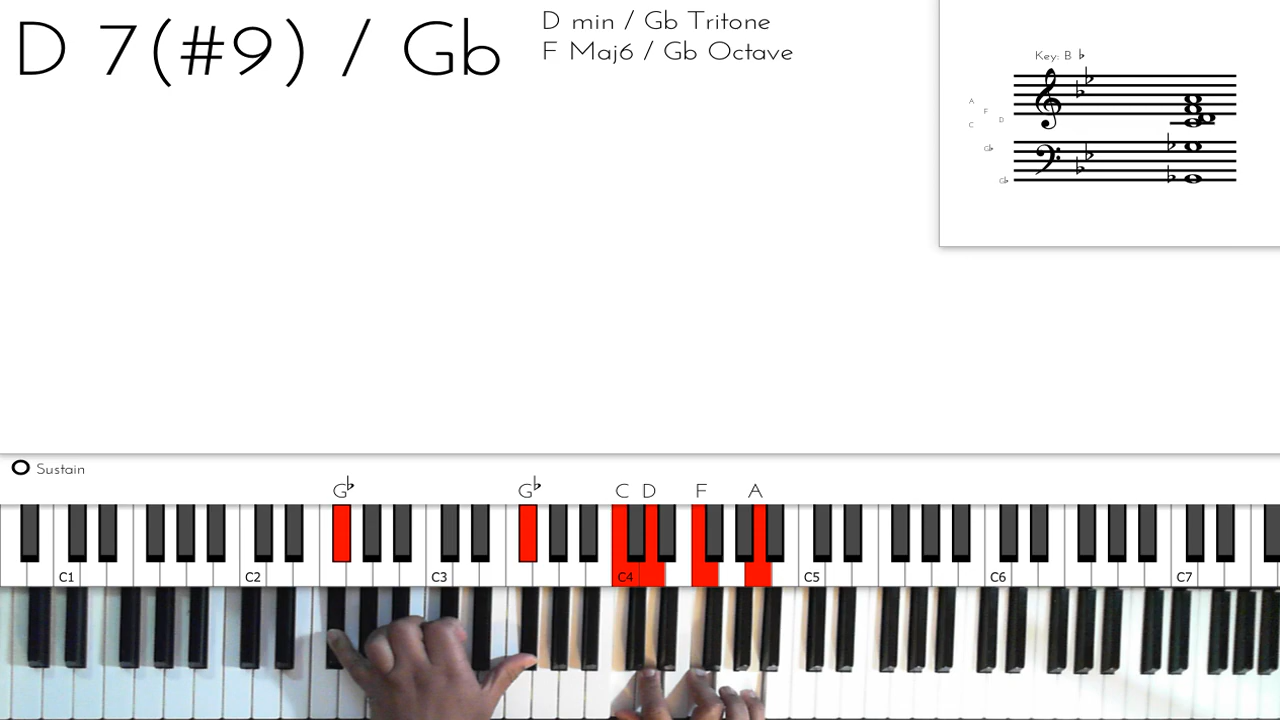 D 7(#9) / Gb
D min / Gb Tritone
F Maj6 / Gb Octave
Key: B ♭
A
F
D
C
G♭
G♭
Sustain
G♭ G♭ C D F A
C1 C2 C3 C4 C5 C6 C7